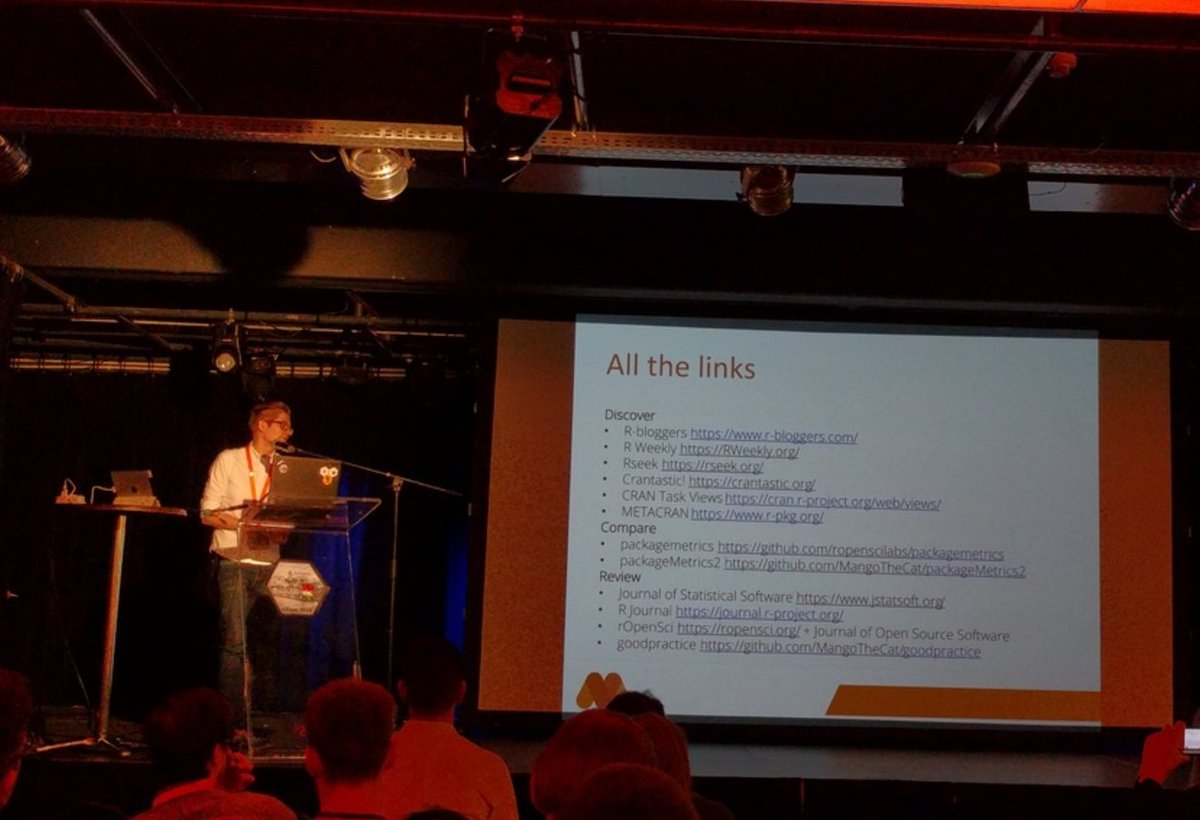 All the links
Discover
• R-bloggers https://www.r-bloggers.com/
• R Weekly https://RWeekly.org/
• Rseek https://rseek.org/
• Crantastic! https://crantastic.org/
• CRAN Task Views https://cran.r-project.org/web/views/
• METACRAN https://www.r-pkg.org/
Compare
• packagemetrics https://github.com/ropenscilabs/packagemetrics
• packageMetrics2 https://github.com/MangoTheCat/packageMetrics2
Review
• Journal of Statistical Software https://www.jstatsoft.org/
• R Journal https://journal.r-project.org/
• rOpenSci https://ropensci.org/ + Journal of Open Source Software
• goodpractice https://github.com/MangoTheCat/goodpractice